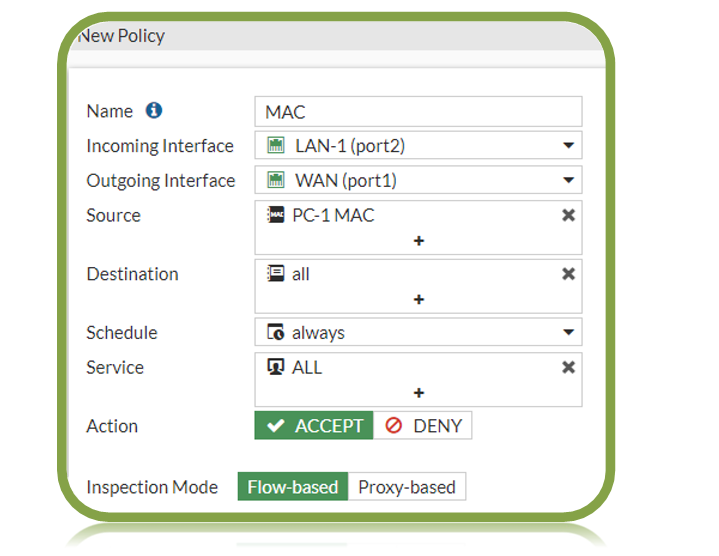 New Policy
Name MAC
Incoming Interface LAN-1 (port2)
Outgoing Interface WAN (port1)
Source MAC PC-1 MAC
+
Destination all
+
Schedule always
Service ALL
+
Action ACCEPT DENY
Inspection Mode Flow-based Proxy-based